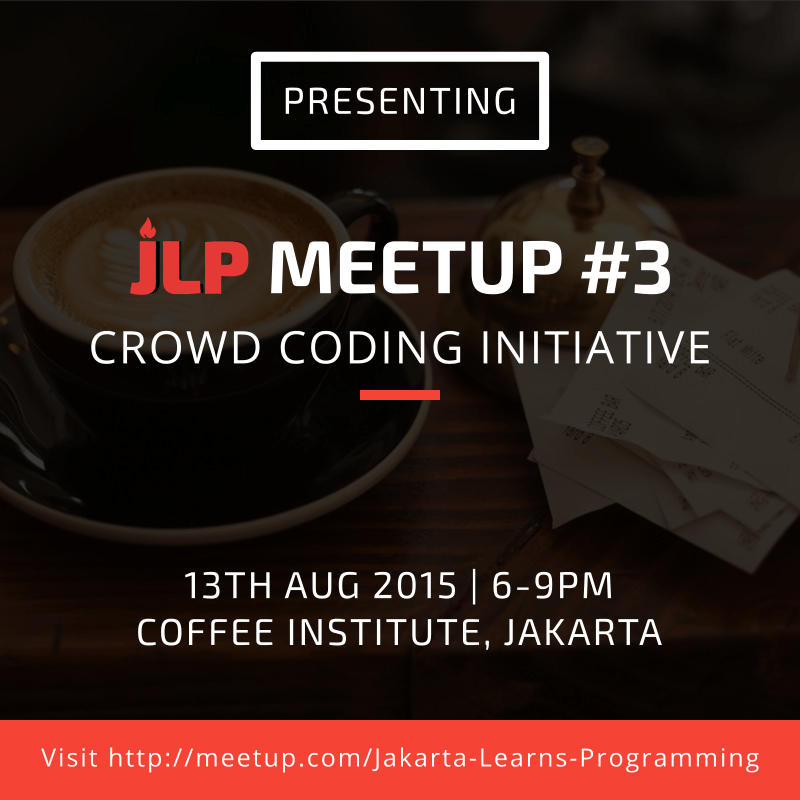 PRESENTING
JLP MEETUP #3
CROWD CODING INITIATIVE
13TH AUG 2015 | 6-9PM
COFFEE INSTITUTE, JAKARTA
Visit http://meetup.com/Jakarta-Learns-Programming